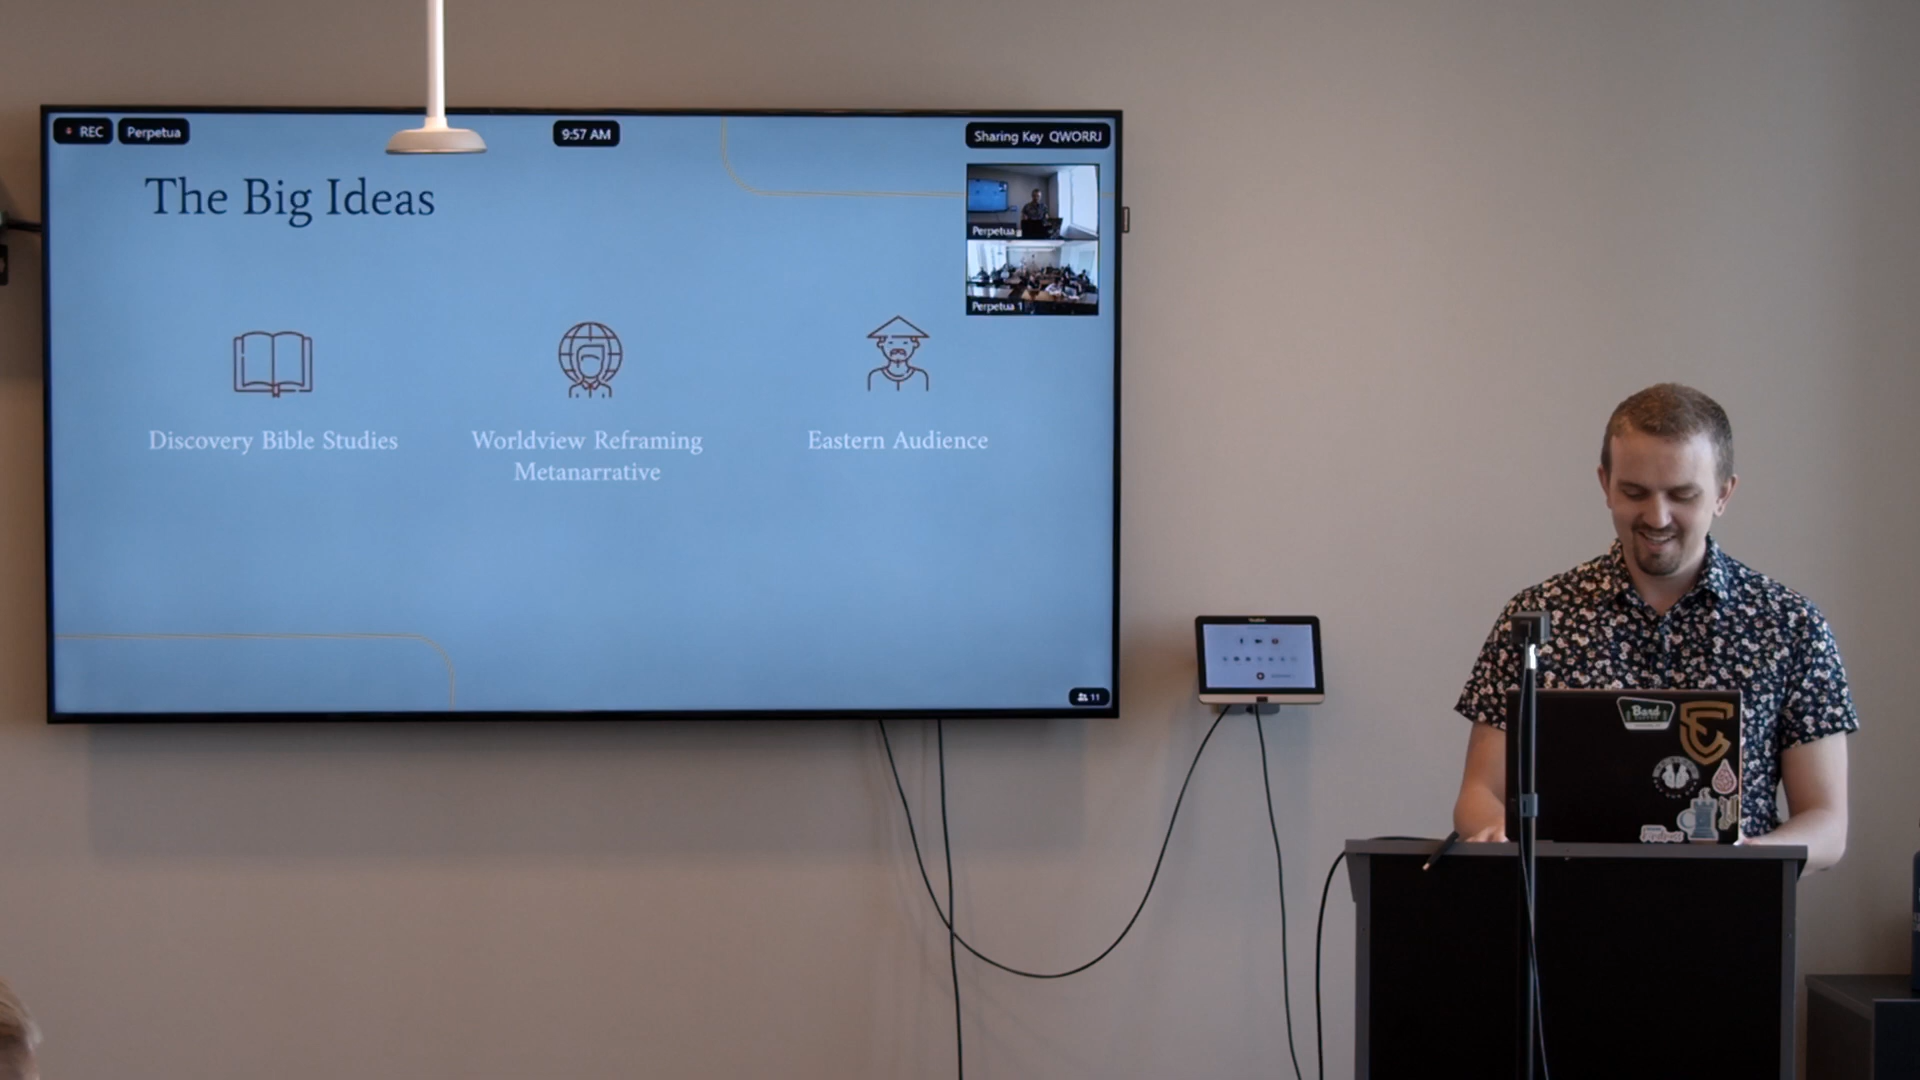 REC
Perpetua
9:57 AM
Sharing Key QWORRJ
The Big Ideas
Perpetua
Perpetua 1
Discovery Bible Studies
Worldview Reframing
Metanarrative
Eastern Audience
11
Bard